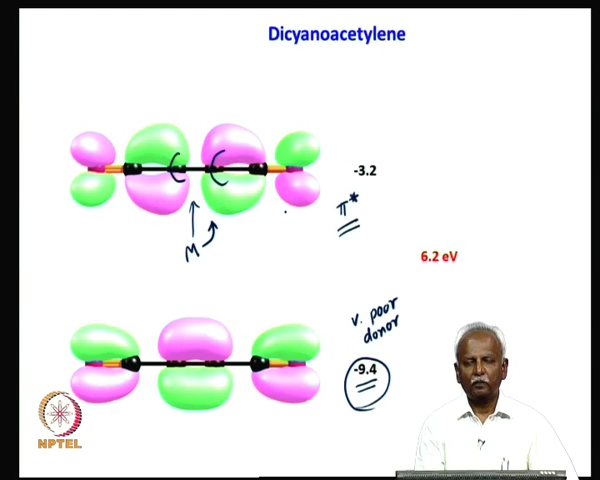 Dicyanoacetylene
-3.2
π*
M
6.2 eV
v. poor
donor
-9.4
NPTEL